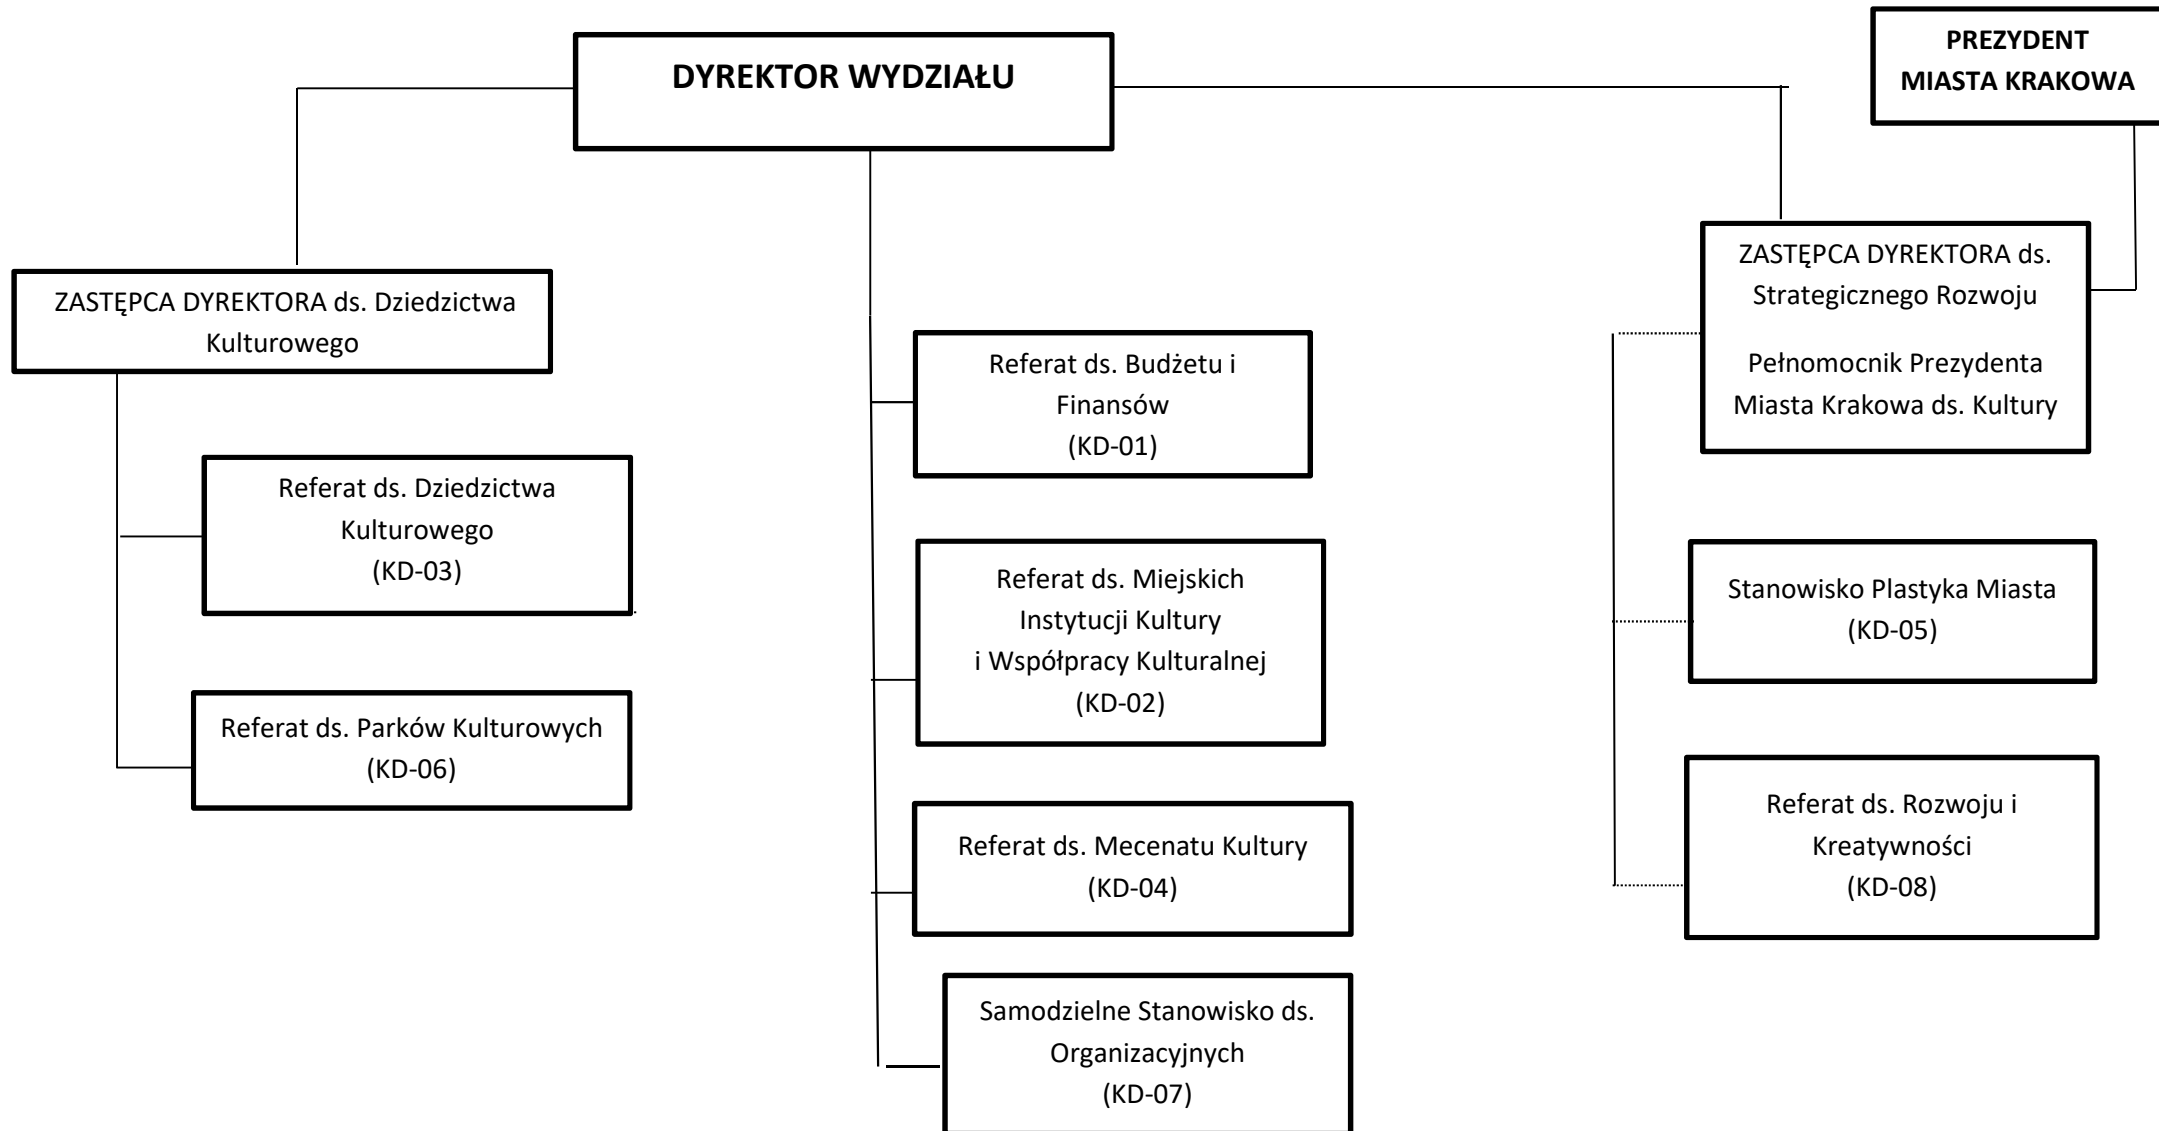 DYREKTOR WYDZIAŁU
PREZYDENT
MIASTA KRAKOWA
ZASTĘPCA DYREKTORA ds. Dziedzictwa
Kulturowego
Referat ds. Dziedzictwa
Kulturowego
(KD-03)
Referat ds. Parków Kulturowych
(KD-06)
Referat ds. Budżetu i
Finansów
(KD-01)
Referat ds. Miejskich
Instytucji Kultury
i Współpracy Kulturalnej
(KD-02)
Referat ds. Mecenatu Kultury
(KD-04)
Samodzielne Stanowisko ds.
Organizacyjnych
(KD-07)
ZASTĘPCA DYREKTORA ds.
Strategicznego Rozwoju
Pełnomocnik Prezydenta
Miasta Krakowa ds. Kultury
Stanowisko Plastyka Miasta
(KD-05)
Referat ds. Rozwoju i
Kreatywności
(KD-08)